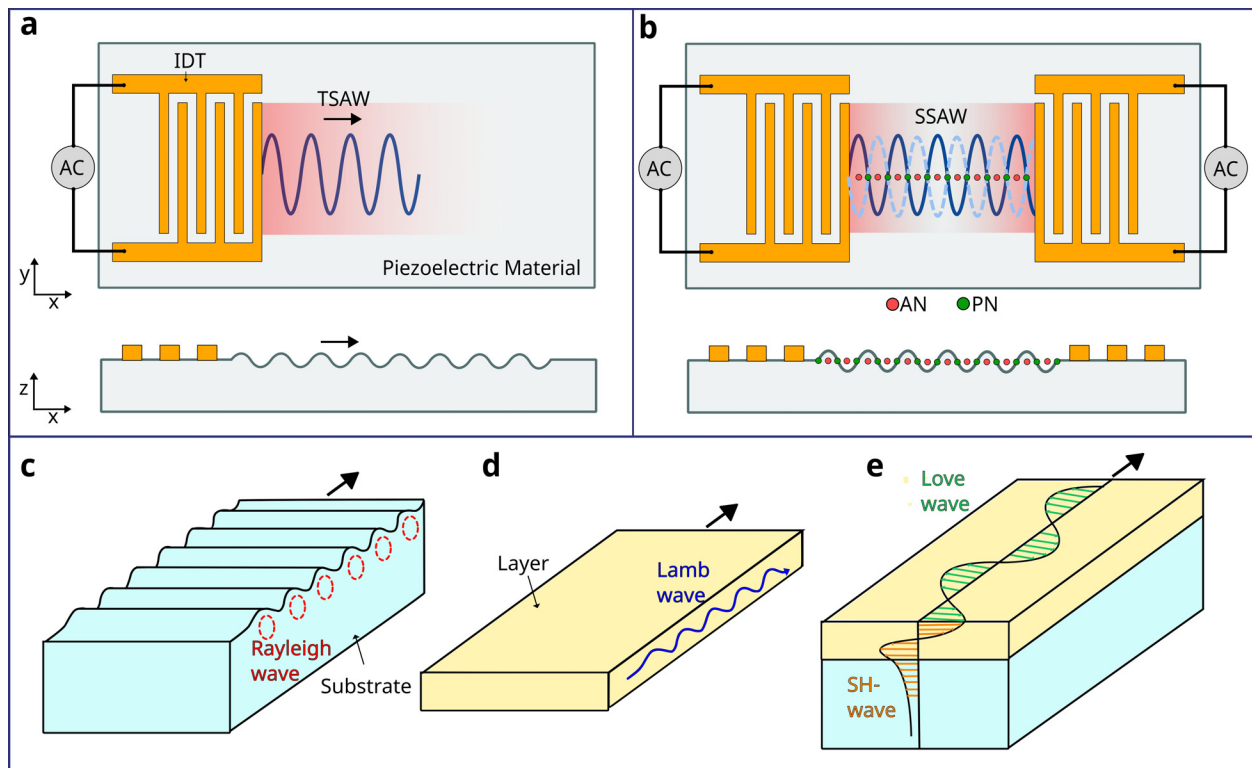 a
IDT
TSAW
AC
Piezoelectric Material
y
x
z
x
b
SSAW
AC
AC
AN
PN
c
Rayleigh
wave
Substrate
d
Layer
Lamb
wave
e
Love
wave
SH-
wave